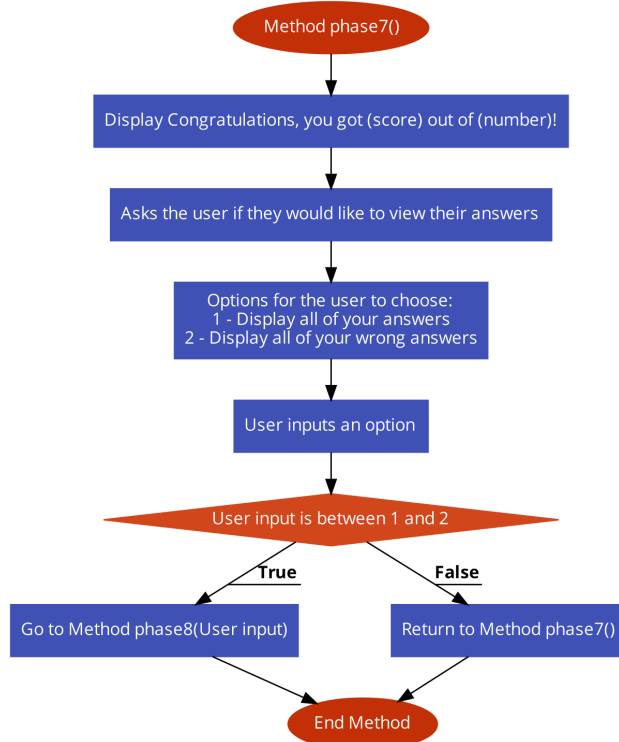 Method phase7()
Display Congratulations, you got (score) out of (number)!
Asks the user if they would like to view their answers
Options for the user to choose:
1 - Display all of your answers
2 - Display all of your wrong answers
User inputs an option
User input is between 1 and 2
True
False
Go to Method phase8(User input)
Return to Method phase7()
End Method